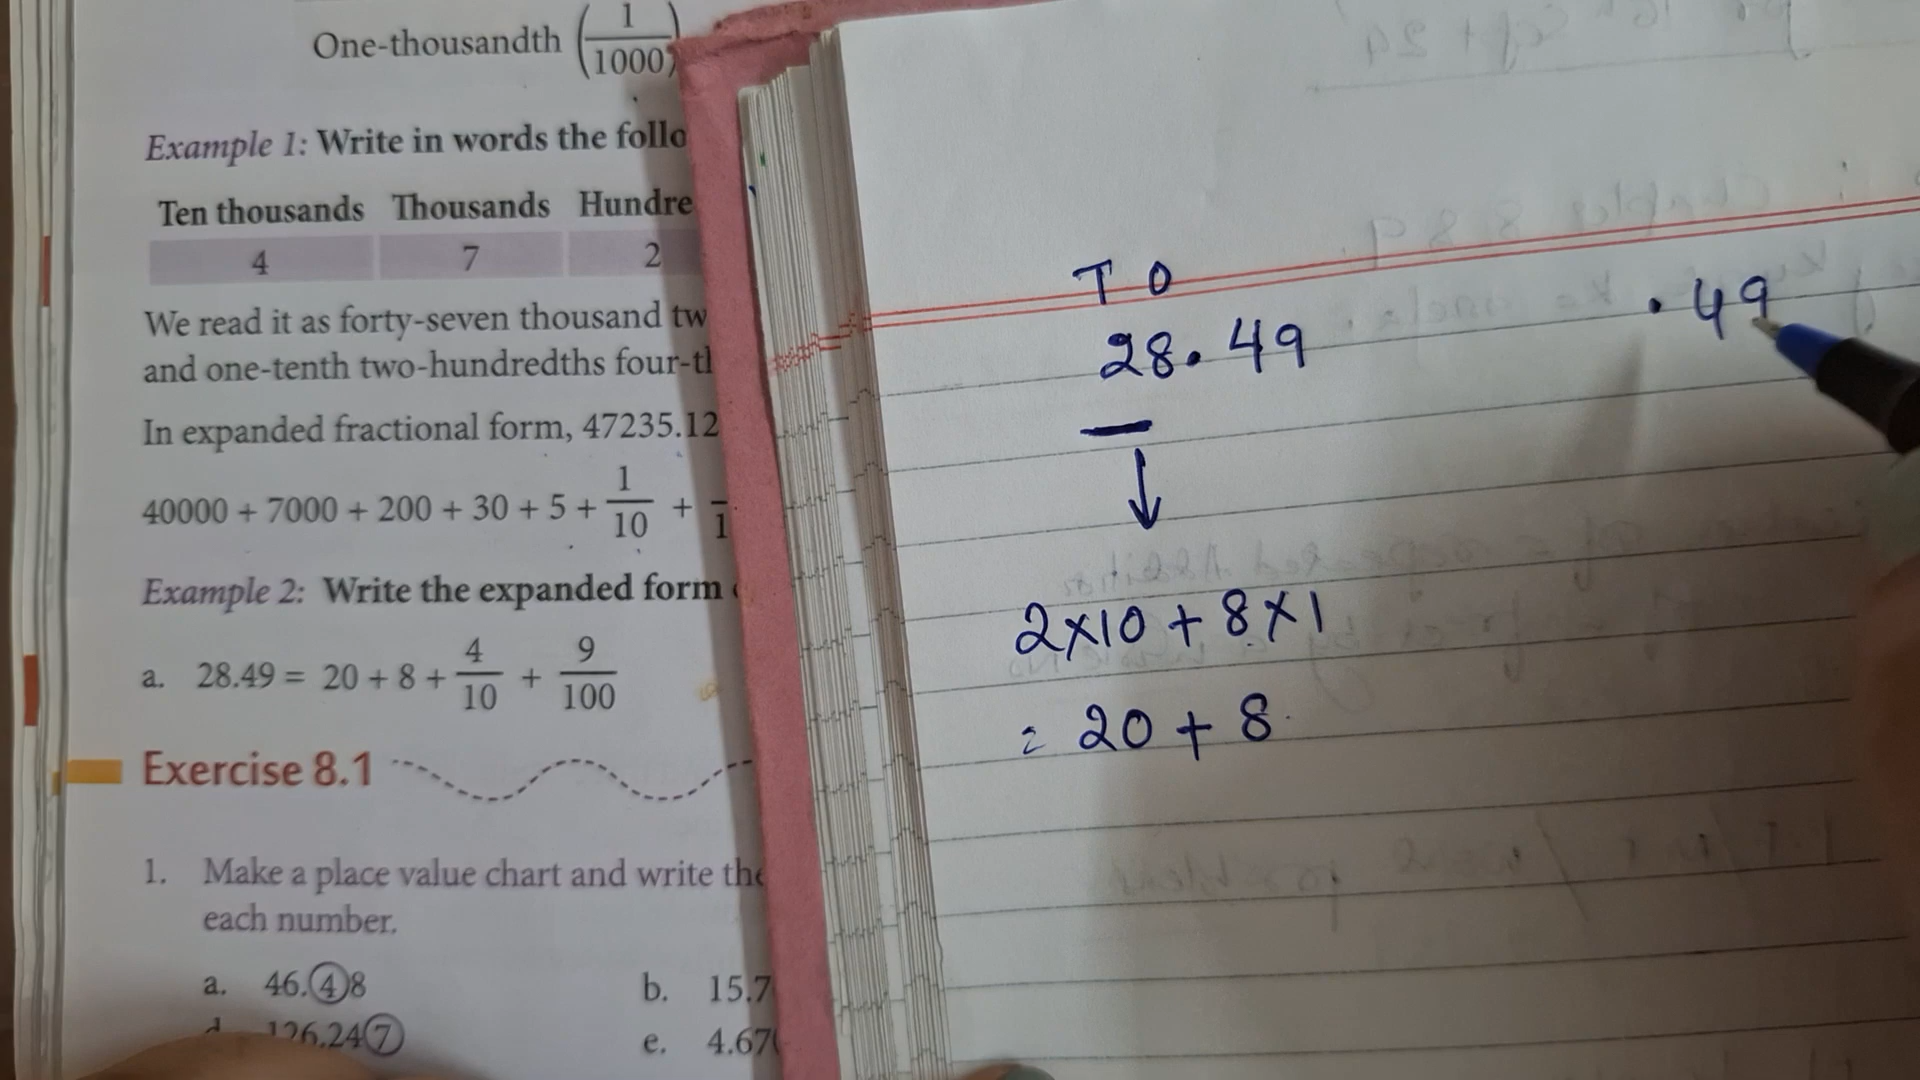 One-thousandth (1/1000)
Example 1: Write in words the follo
Ten thousands Thousands Hundre
4 7 2
We read it as forty-seven thousand tw
and one-tenth two-hundredths four-tl
In expanded fractional form, 47235.12
40000 + 7000 + 200 + 30 + 5 + 1/10 + 1
Example 2: Write the expanded form
a. 28.49 = 20 + 8 + 4/10 + 9/100
Exercise 8.1
1. Make a place value chart and write the
each number.
a. 46.48 b. 15.7
d 126.247 e. 4.67
T O
28.49 .49
2×10 + 8×1
= 20 + 8